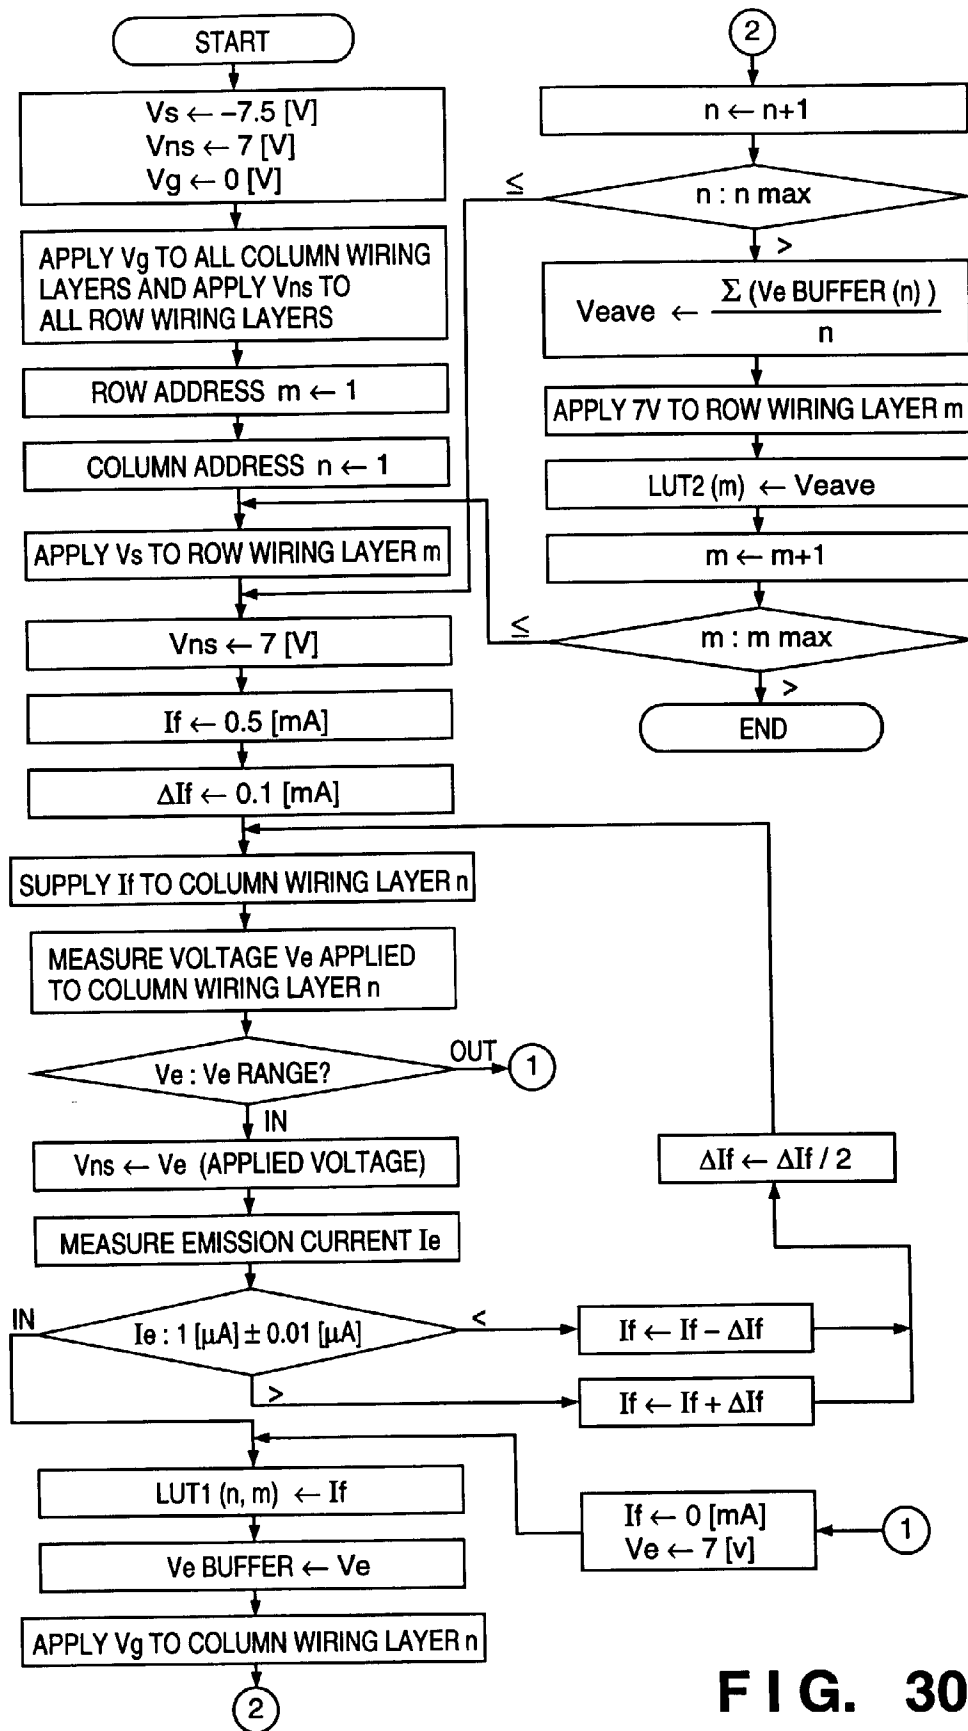 START
Vs ← −7.5 [V]
Vns ← 7 [V]
Vg ← 0 [V]
APPLY Vg TO ALL COLUMN WIRING
LAYERS AND APPLY Vns TO
ALL ROW WIRING LAYERS
ROW ADDRESS m ← 1
COLUMN ADDRESS n ← 1
APPLY Vs TO ROW WIRING LAYER m
Vns ← 7 [V]
If ← 0.5 [mA]
ΔIf ← 0.1 [mA]
SUPPLY If TO COLUMN WIRING LAYER n
MEASURE VOLTAGE Ve APPLIED
TO COLUMN WIRING LAYER n
Ve : Ve RANGE?
OUT
1
IN
Vns ← Ve (APPLIED VOLTAGE)
MEASURE EMISSION CURRENT Ie
IN
Ie : 1 [μA] ± 0.01 [μA]
<
>
If ← If − ΔIf
If ← If + ΔIf
ΔIf ← ΔIf / 2
LUT1 (n, m) ← If
Ve BUFFER ← Ve
APPLY Vg TO COLUMN WIRING LAYER n
2
If ← 0 [mA]
Ve ← 7 [v]
1
2
n ← n+1
≤
n : n max
>
Veave ← Σ (Ve BUFFER (n) )
n
APPLY 7V TO ROW WIRING LAYER m
LUT2 (m) ← Veave
m ← m+1
≤
m : m max
>
END
FIG. 30